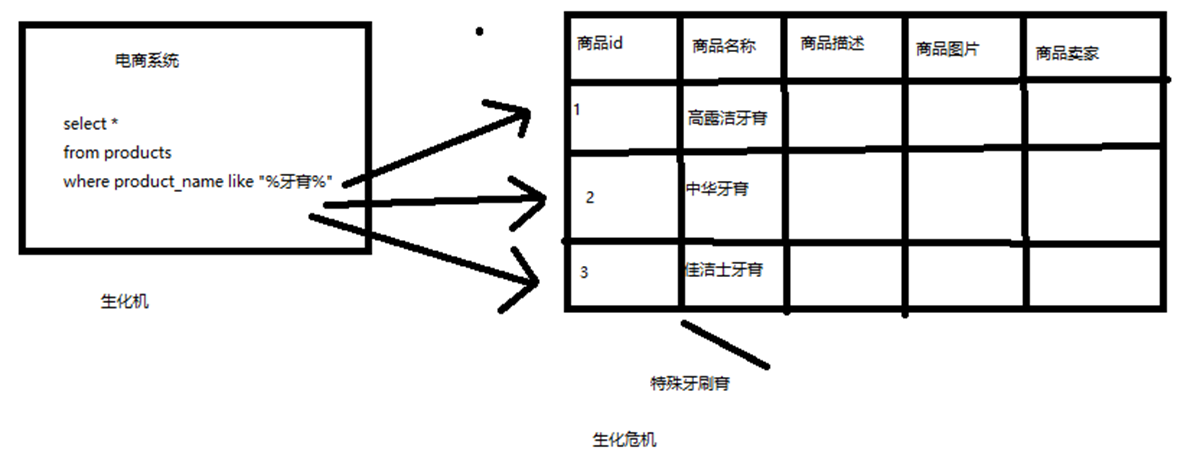 电商系统
select *
from products
where product_name like "%牙膏%"
生化机
商品id 商品名称 商品描述 商品图片 商品卖家
1 高露洁牙膏
2 中华牙膏
3 佳洁士牙膏
特殊牙刷膏
生化危机